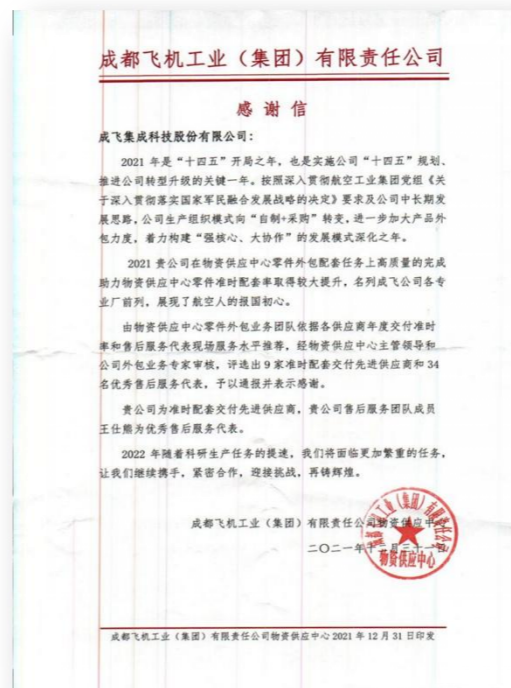 成都飞机工业（集团）有限责任公司
感谢信
成飞集成科技股份有限公司：
2021 年是“十四五”开局之年，也是实施公司“十四五”规划、
推进公司转型升级的关键一年。按照深入贯彻航空工业集团党组《关
于深入贯彻落实国家军民融合发展战略的决定》要求及公司中长期发
展思路，公司生产组织模式向“自制+采购”转变，进一步加大产品外
包力度，着力构建“强核心、大协作”的发展模式深化之年。
2021 贵公司在物资供应中心零件外包配套任务上高质量的完成
助力物资供应中心零件准时配套率取得较大提升，名列成飞公司各专
业厂前列，展现了航空人的报国初心。
由物资供应中心零件外包业务团队依据各供应商年度交付准时
率和售后服务代表现场服务水平推荐，经物资供应中心主管领导和
公司外包业务专家审核，评选出 9 家准时配套交付先进供应商和 34
名优秀售后服务代表，予以通报并表示感谢。
贵公司为准时配套交付先进供应商，贵公司售后服务团队成员
王仕熊为优秀售后服务代表。
2022 年随着科研生产任务的提速，我们将面临更加繁重的任务，
让我们继续携手，紧密合作，迎接挑战，再铸辉煌。
成都飞机工业（集团）有限责任公司物资供应中心
二〇二一年十二月三十一日
物资供应中心
成都飞机工业（集团）有限责任公司物资供应中心 2021 年 12 月 31 日印发